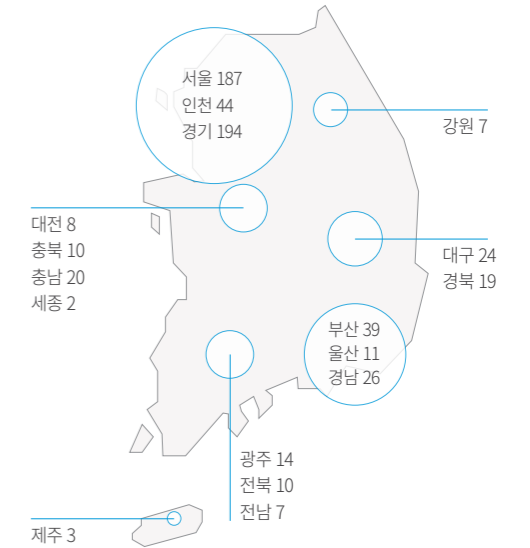 서울 187
인천 44
경기 194
강원 7
대전 8
충북 10
충남 20
세종 2
대구 24
경북 19
부산 39
울산 11
경남 26
광주 14
전북 10
전남 7
제주 3